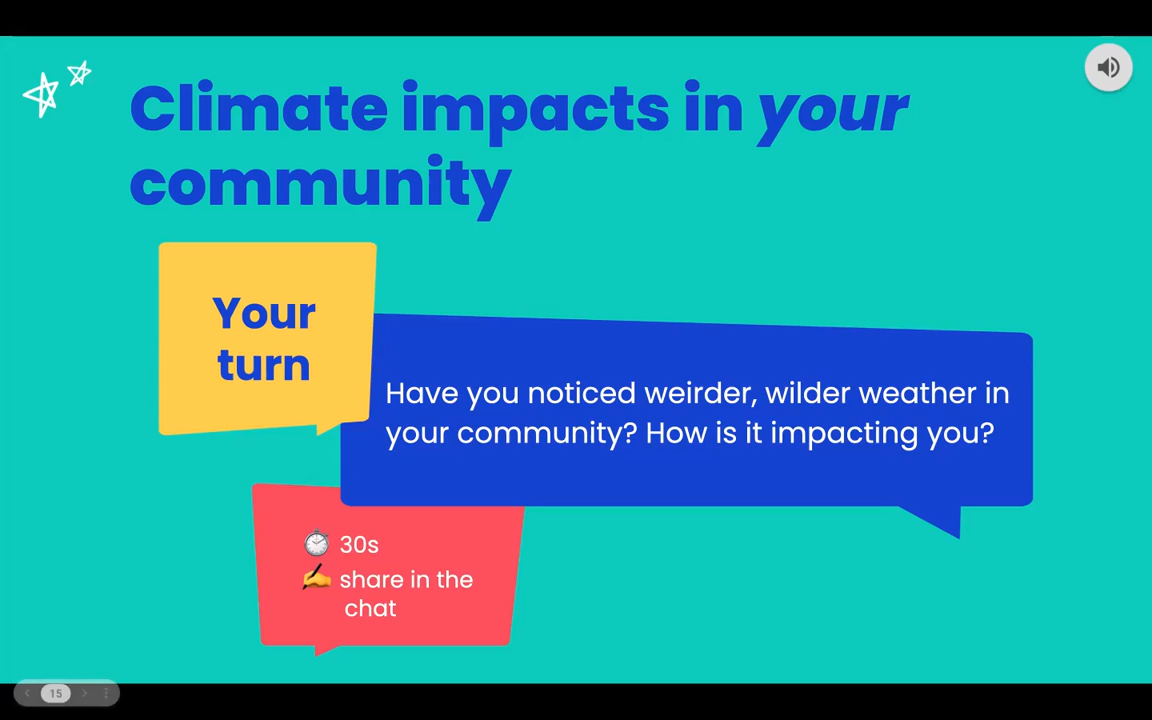 Climate impacts in your
community
Your
turn
Have you noticed weirder, wilder weather in
your community? How is it impacting you?
30s
share in the
chat
15